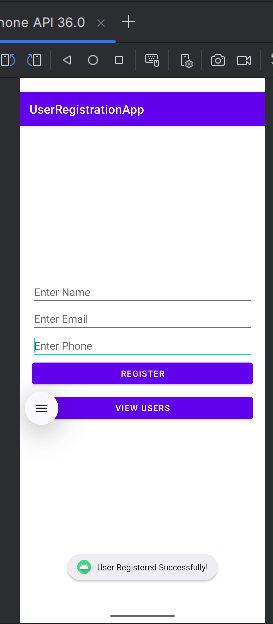 hone API 36.0
UserRegistrationApp
Enter Name
Enter Email
Enter Phone
REGISTER
VIEW USERS
User Registered Successfully!